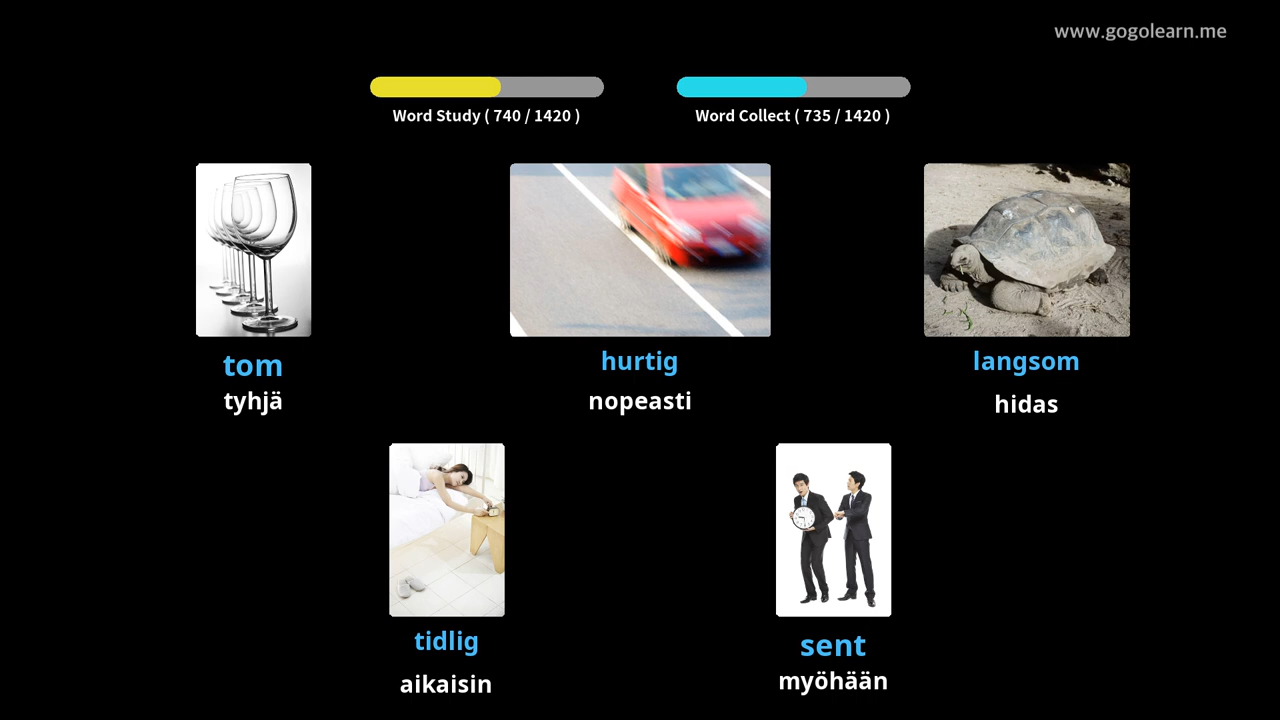 www.gogolearn.me
Word Study ( 740 / 1420 )
Word Collect ( 735 / 1420 )
tom
tyhjä
hurtig
nopeasti
langsom
hidas
tidlig
aikaisin
sent
myöhään